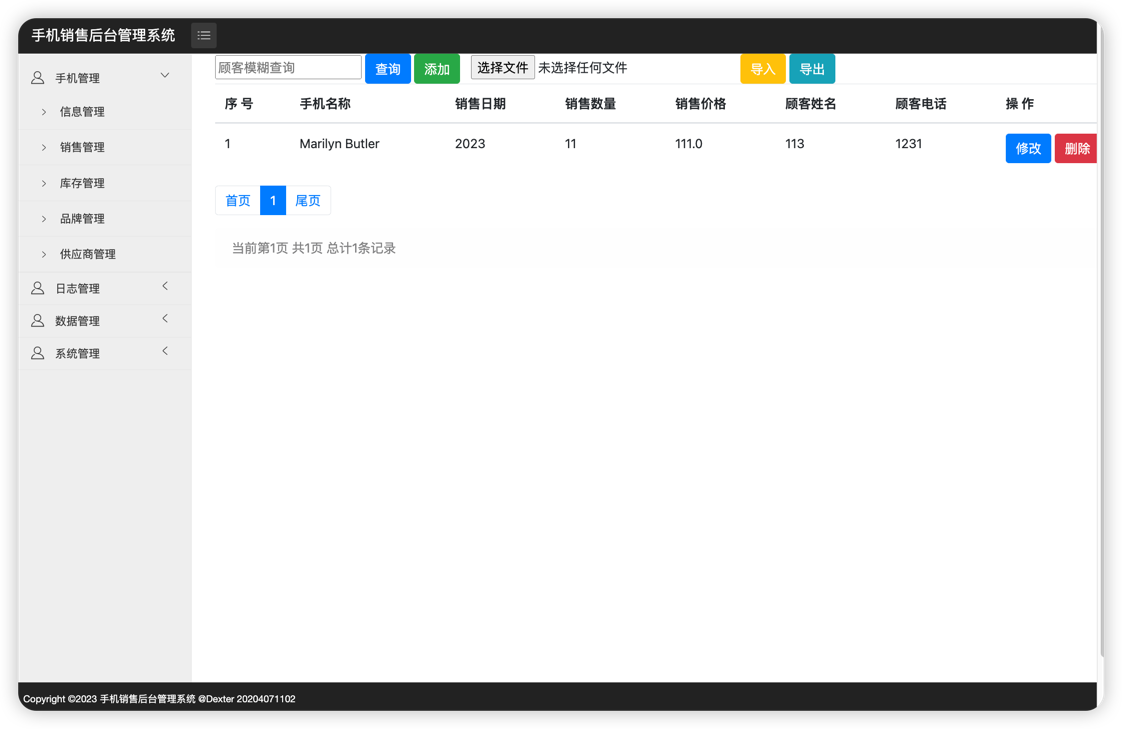 手机销售后台管理系统
手机管理
信息管理
销售管理
库存管理
品牌管理
供应商管理
日志管理
数据管理
系统管理
顾客模糊查询 查询 添加 选择文件 未选择任何文件 导入 导出
序 号 手机名称 销售日期 销售数量 销售价格 顾客姓名 顾客电话 操 作
1 Marilyn Butler 2023 11 111.0 113 1231 修改 删除
首页 1 尾页
当前第1页 共1页 总计1条记录
Copyright ©2023 手机销售后台管理系统 @Dexter 20204071102